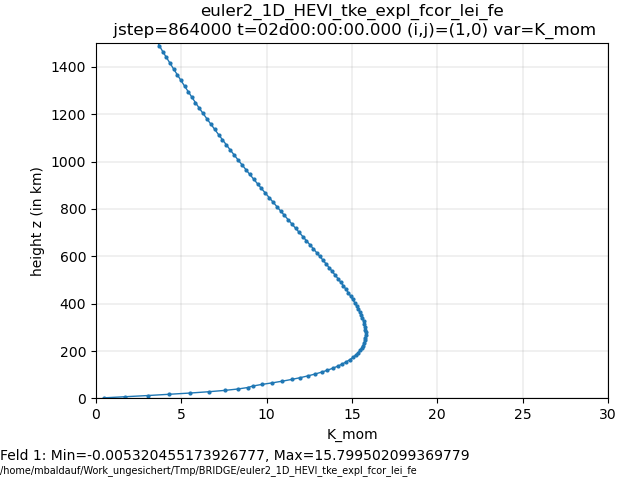 euler2_1D_HEVI_tke_expl_fcor_lei_fe
jstep=864000 t=02d00:00:00.000 (i,j)=(1,0) var=K_mom
1400
1200
1000
800
600
400
200
0
height z (in km)
0 5 10 15 20 25 30
K_mom
Feld 1: Min=-0.005320455173926777, Max=15.799502099369779
/home/mbaldauf/Work_ungesichert/Tmp/BRIDGE/euler2_1D_HEVI_tke_expl_fcor_lei_fe